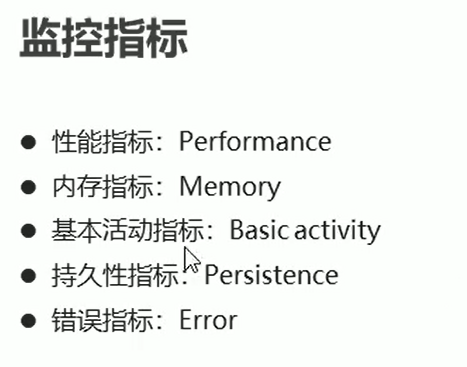 监控指标
● 性能指标：Performance
● 内存指标：Memory
● 基本活动指标：Basic activity
● 持久性指标：Persistence
● 错误指标：Error